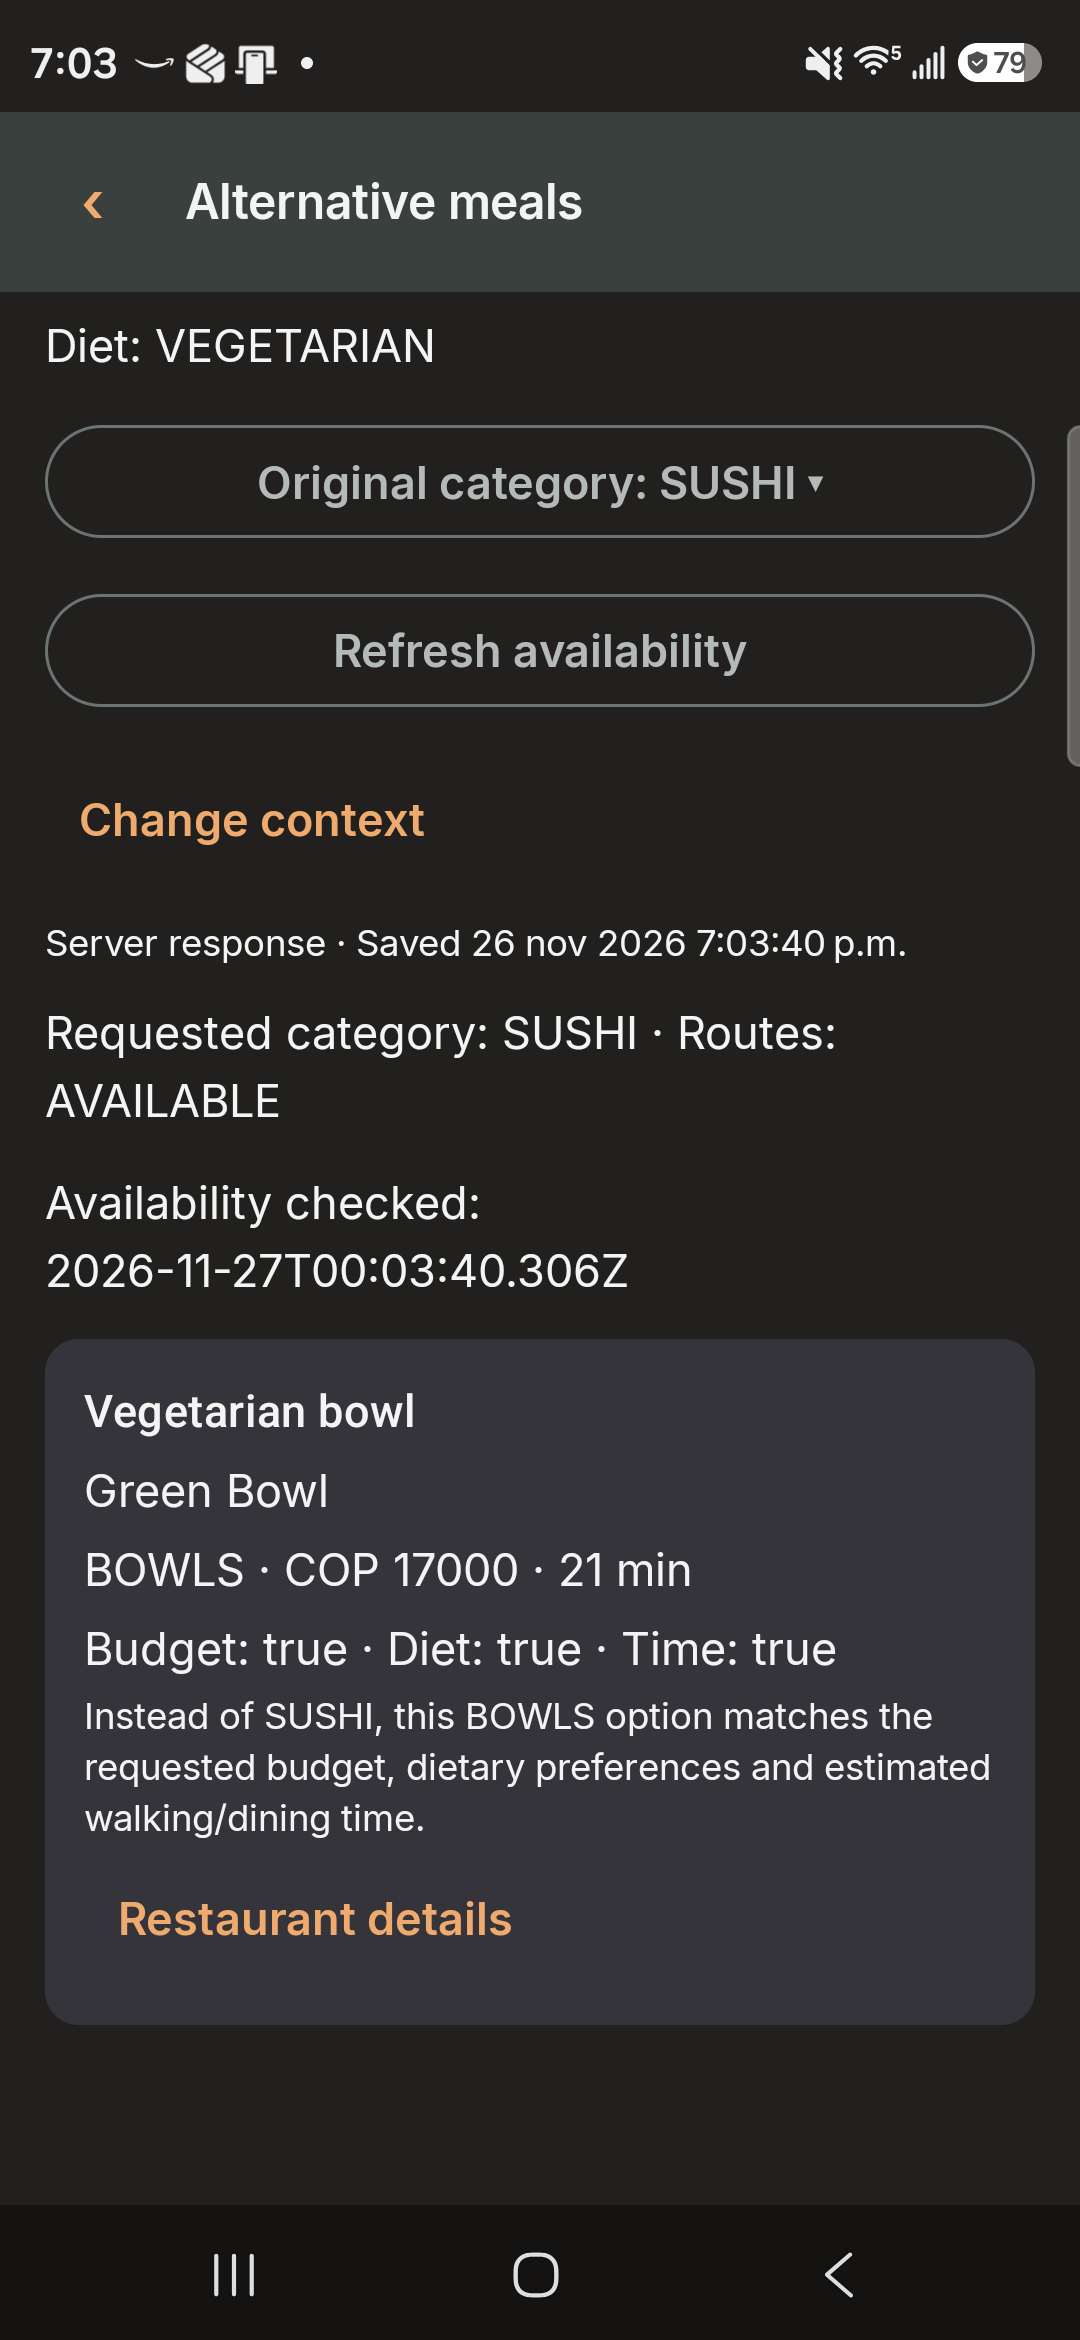 7:03
5
79
‹ Alternative meals
Diet: VEGETARIAN
Original category: SUSHI ▾
Refresh availability
Change context
Server response · Saved 26 nov 2026 7:03:40 p.m.
Requested category: SUSHI · Routes:
AVAILABLE
Availability checked:
2026-11-27T00:03:40.306Z
Vegetarian bowl
Green Bowl
BOWLS · COP 17000 · 21 min
Budget: true · Diet: true · Time: true
Instead of SUSHI, this BOWLS option matches the
requested budget, dietary preferences and estimated
walking/dining time.
Restaurant details